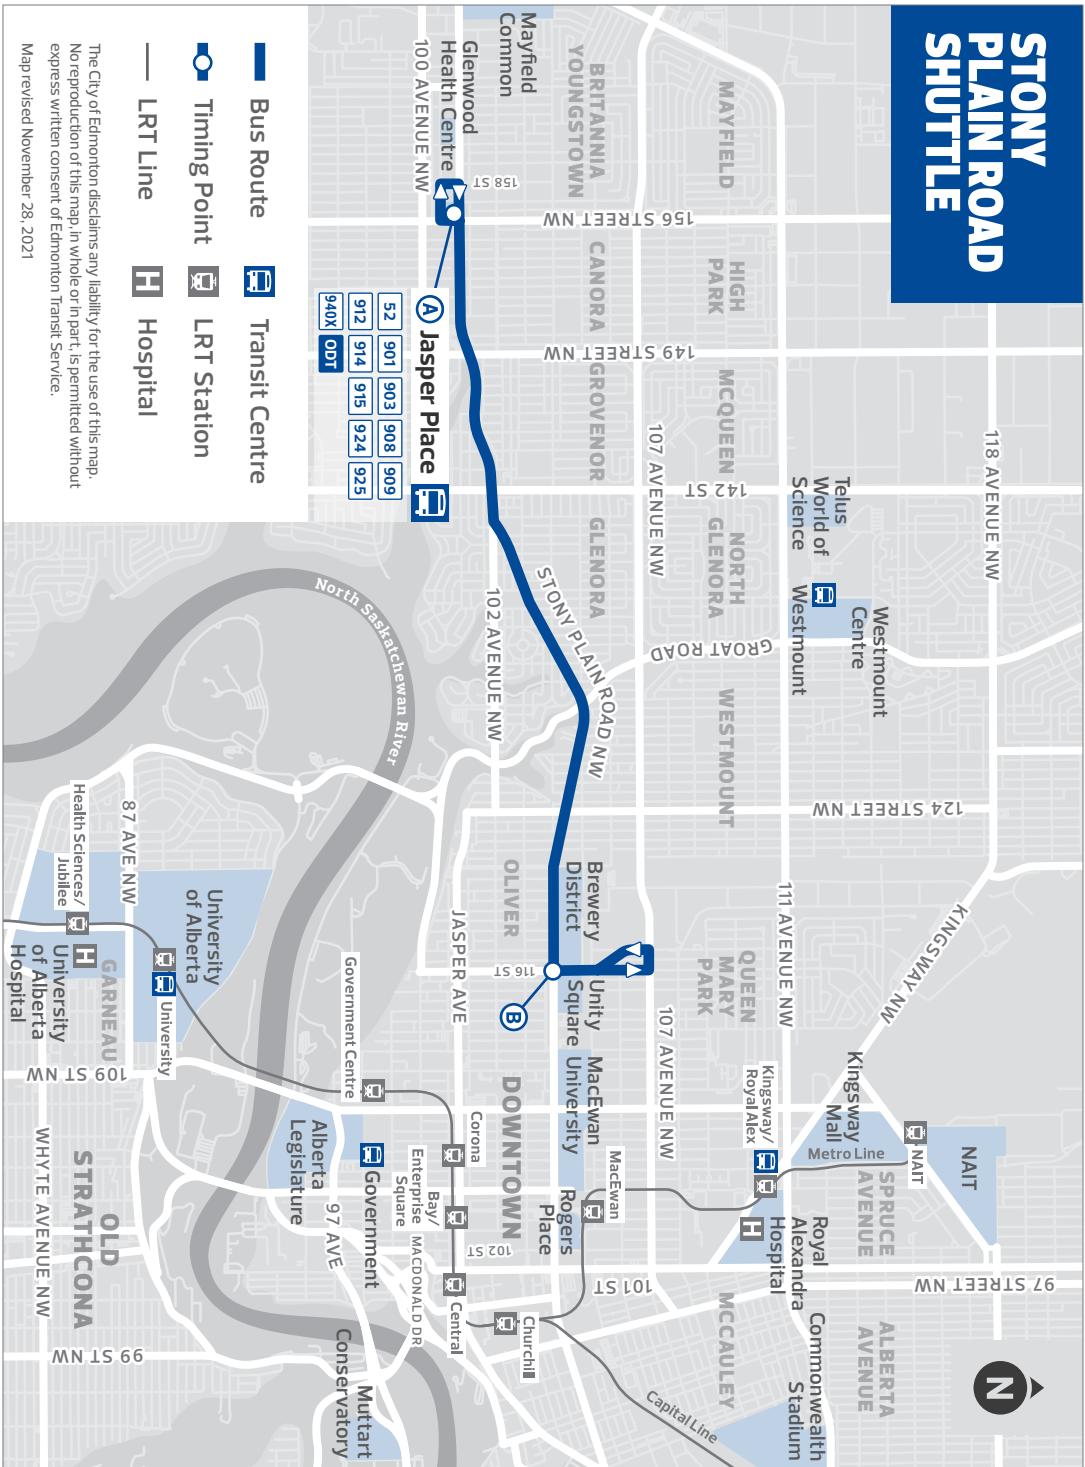 STONY
PLAIN ROAD
SHUTTLE
Mayfield
Common
Glenwood
Health Centre
100 AVENUE NW
BRITANNIA
YOUNGSTOWN
MAYFIELD
158 ST
156 STREET NW
CANORA
HIGH
PARK
149 STREET NW
GROVENOR
MCQUEEN
107 AVENUE NW
118 AVENUE NW
142 ST
Telus
World of
Science
A Jasper Place
52 901 903 908 909
912 914 915 924 925
940X ODT
GLENORA
NORTH
GLENORA
Westmount
Westmount
Centre
STONY PLAIN ROAD NW
102 AVENUE NW
GROAT ROAD
WESTMOUNT
124 STREET NW
North Saskatchewan River
111 AVENUE NW
KINGSWAY NW
OLIVER
Brewery
District
JASPER AVE
116 ST
B
Unity
Square
QUEEN
MARY
PARK
107 AVENUE NW
MacEwan
University
DOWNTOWN
Kingsway
Mall
Kingsway/
Royal Alex
NAIT
NAIT
Metro Line
SPRUCE
AVENUE
Royal
Alexandra
Hospital
H
MacEwan
Rogers
Place
101 ST
97 STREET NW
102 ST
Corona
Bay/
Enterprise
Square
Central
Churchill
MACDONALD DR
Government Centre
Government
Alberta
Legislature
97 AVE
Muttart
Conservatory
MCCAULEY
ALBERTA
AVENUE
Commonwealth
Stadium
Capital Line
87 AVE NW
Health Sciences/
Jubilee
University
of Alberta
University
H
University
of Alberta
Hospital
GARNEAU
109 ST NW
WHYTE AVENUE NW
OLD
STRATHCONA
99 ST NW
N
Bus Route
Transit Centre
Timing Point
LRT Station
LRT Line
H Hospital
The City of Edmonton disclaims any liability for the use of this map.
No reproduction of this map, in whole or in part, is permitted without
express written consent of Edmonton Transit Service.
Map revised November 28, 2021